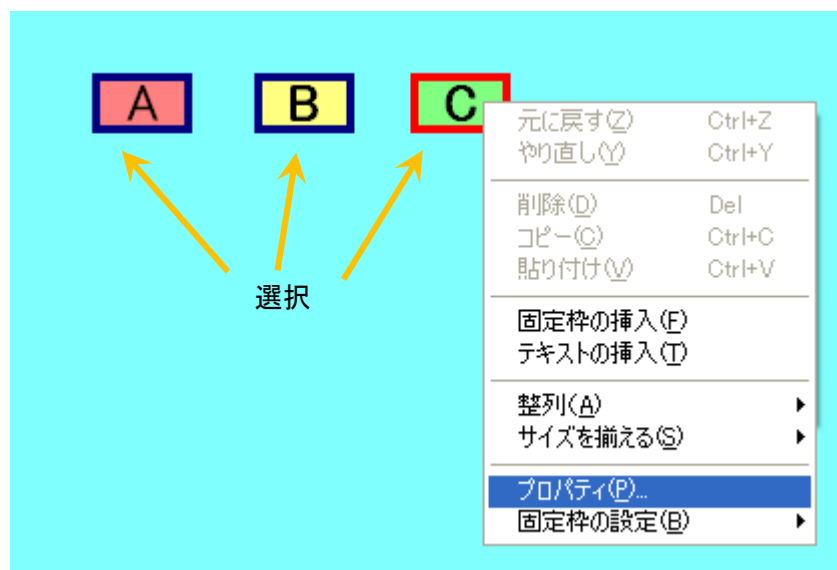 A
B
C
元に戻す(Z) Ctrl+Z
やり直し(Y) Ctrl+Y
削除(D) Del
コピー(C) Ctrl+C
貼り付け(V) Ctrl+V
選択
固定枠の挿入(F)
テキストの挿入(T)
整列(A)
サイズを揃える(S)
プロパティ(P)...
固定枠の設定(B)